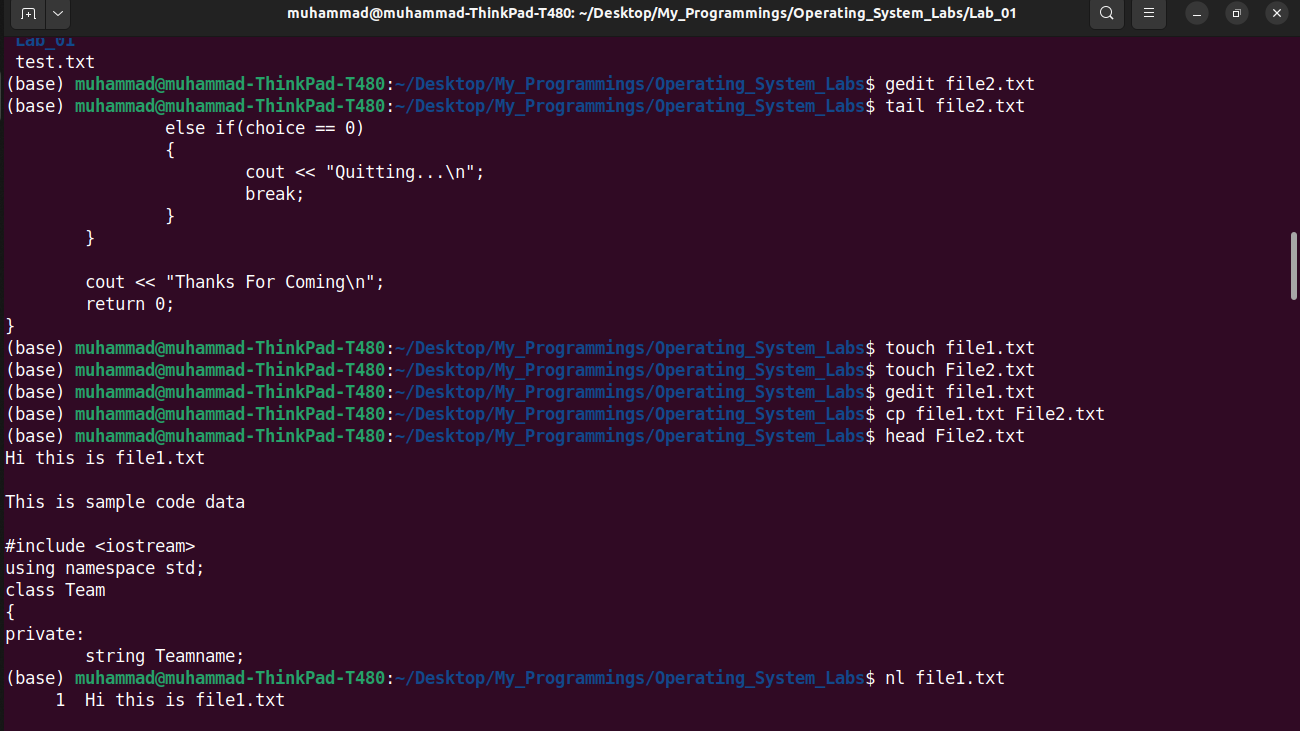 muhammad@muhammad-ThinkPad-T480: ~/Desktop/My_Programmings/Operating_System_Labs/Lab_01
Lab_01
test.txt
(base) muhammad@muhammad-ThinkPad-T480:~/Desktop/My_Programmings/Operating_System_Labs$ gedit file2.txt
(base) muhammad@muhammad-ThinkPad-T480:~/Desktop/My_Programmings/Operating_System_Labs$ tail file2.txt
                else if(choice == 0)
                {
                        cout << "Quitting...\n";
                        break;
                }
        }

        cout << "Thanks For Coming\n";
        return 0;
}
(base) muhammad@muhammad-ThinkPad-T480:~/Desktop/My_Programmings/Operating_System_Labs$ touch file1.txt
(base) muhammad@muhammad-ThinkPad-T480:~/Desktop/My_Programmings/Operating_System_Labs$ touch File2.txt
(base) muhammad@muhammad-ThinkPad-T480:~/Desktop/My_Programmings/Operating_System_Labs$ gedit file1.txt
(base) muhammad@muhammad-ThinkPad-T480:~/Desktop/My_Programmings/Operating_System_Labs$ cp file1.txt File2.txt
(base) muhammad@muhammad-ThinkPad-T480:~/Desktop/My_Programmings/Operating_System_Labs$ head File2.txt
Hi this is file1.txt

This is sample code data

#include <iostream>
using namespace std;
class Team
{
private:
        string Teamname;
(base) muhammad@muhammad-ThinkPad-T480:~/Desktop/My_Programmings/Operating_System_Labs$ nl file1.txt
     1  Hi this is file1.txt